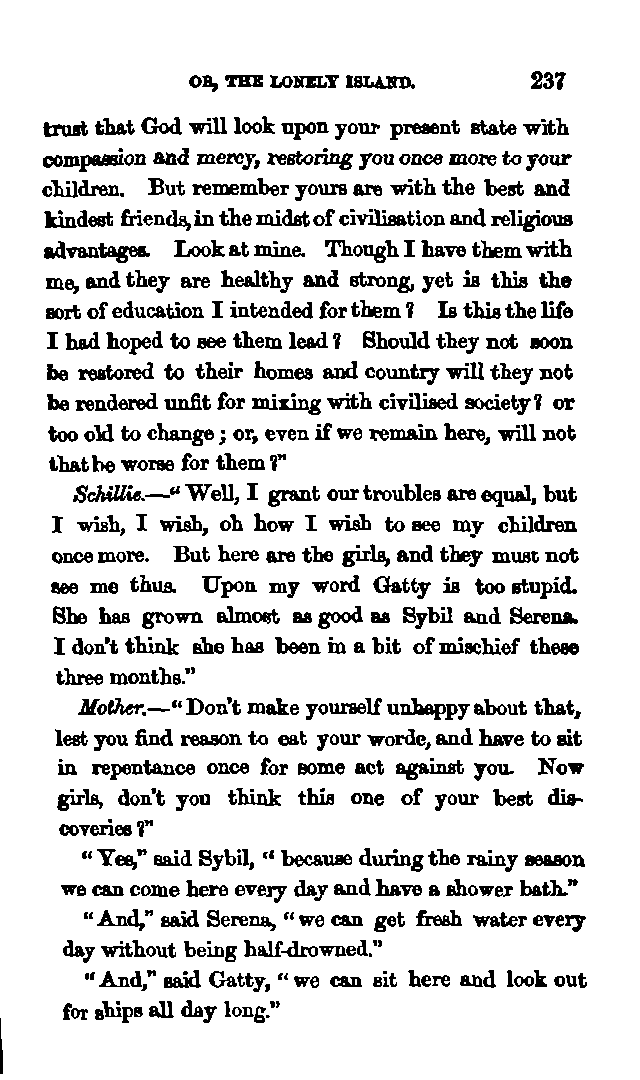 OR, THE LONELY ISLAND. 237
trust that God will look upon your present state with
compassion and mercy, restoring you once more to your
children. But remember yours are with the best and
kindest friends, in the midst of civilisation and religious
advantages. Look at mine. Though I have them with
me, and they are healthy and strong, yet is this the
sort of education I intended for them? Is this the life
I had hoped to see them lead? Should they not soon
be restored to their homes and country will they not
be rendered unfit for mixing with civilised society? or
too old to change; or, even if we remain here, will not
that be worse for them?"
Schillie.—"Well, I grant our troubles are equal, but
I wish, I wish, oh how I wish to see my children
once more. But here are the girls, and they must not
see me thus. Upon my word Gatty is too stupid.
She has grown almost as good as Sybil and Serena.
I don't think she has been in a bit of mischief these
three months."
Mother.—"Don't make yourself unhappy about that,
lest you find reason to eat your words, and have to sit
in repentance once for some act against you. Now
girls, don't you think this one of your best dis-
coveries?"
"Yes," said Sybil, "because during the rainy season
we can come here every day and have a shower bath."
"And," said Serena, "we can get fresh water every
day without being half-drowned."
"And," said Gatty, "we can sit here and look out
for ships all day long."